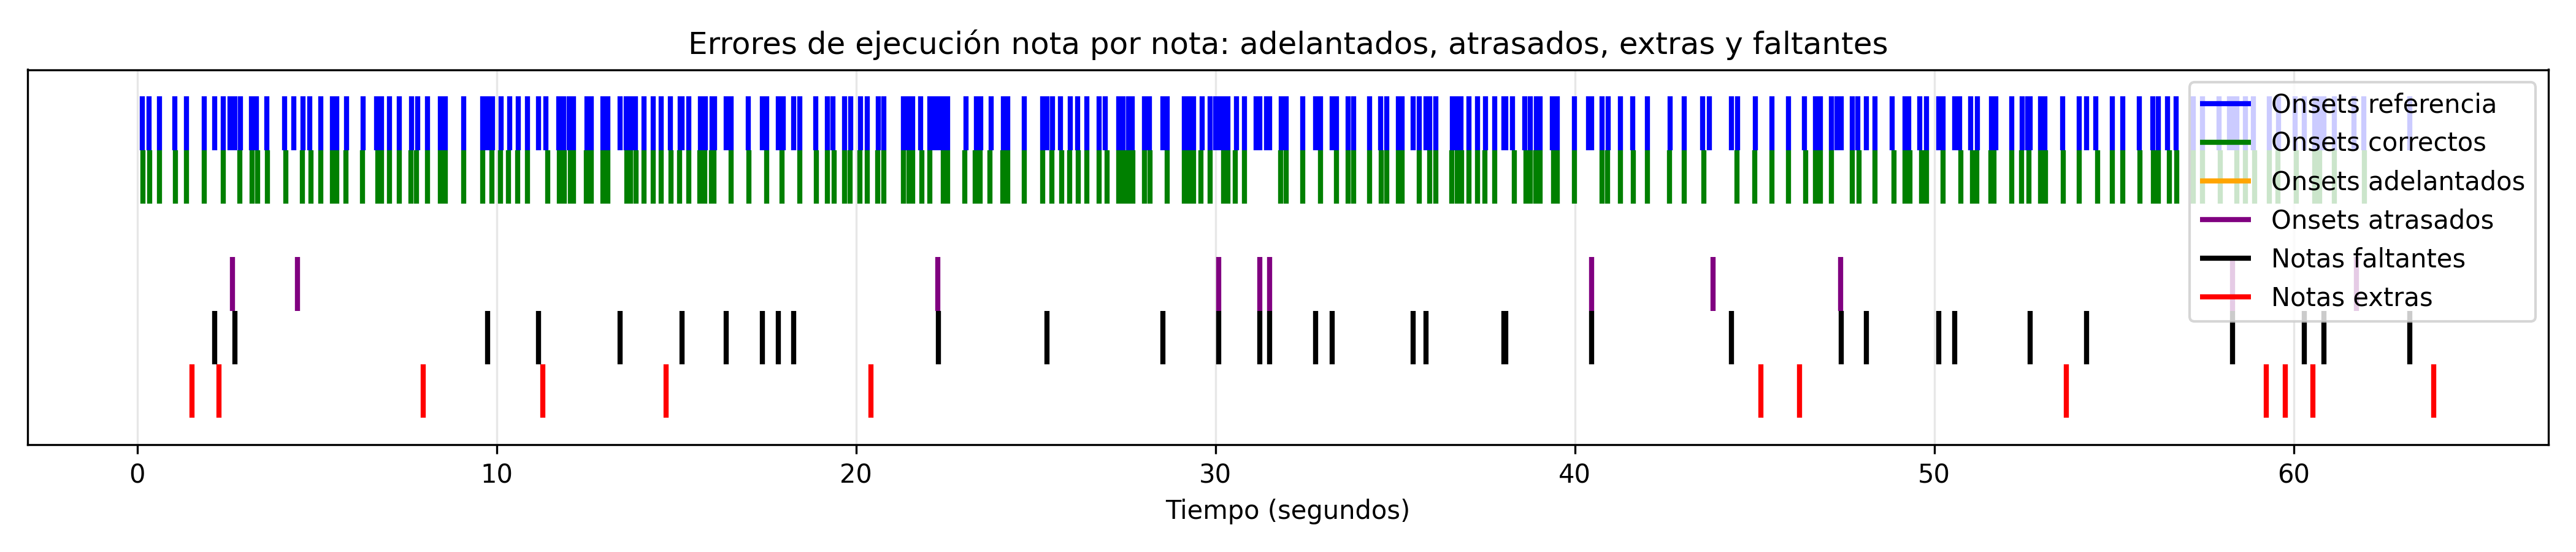 Errores de ejecución nota por nota: adelantados, atrasados, extras y faltantes
Onsets referencia
Onsets correctos
Onsets adelantados
Onsets atrasados
Notas faltantes
Notas extras
0 10 20 30 40 50 60
Tiempo (segundos)